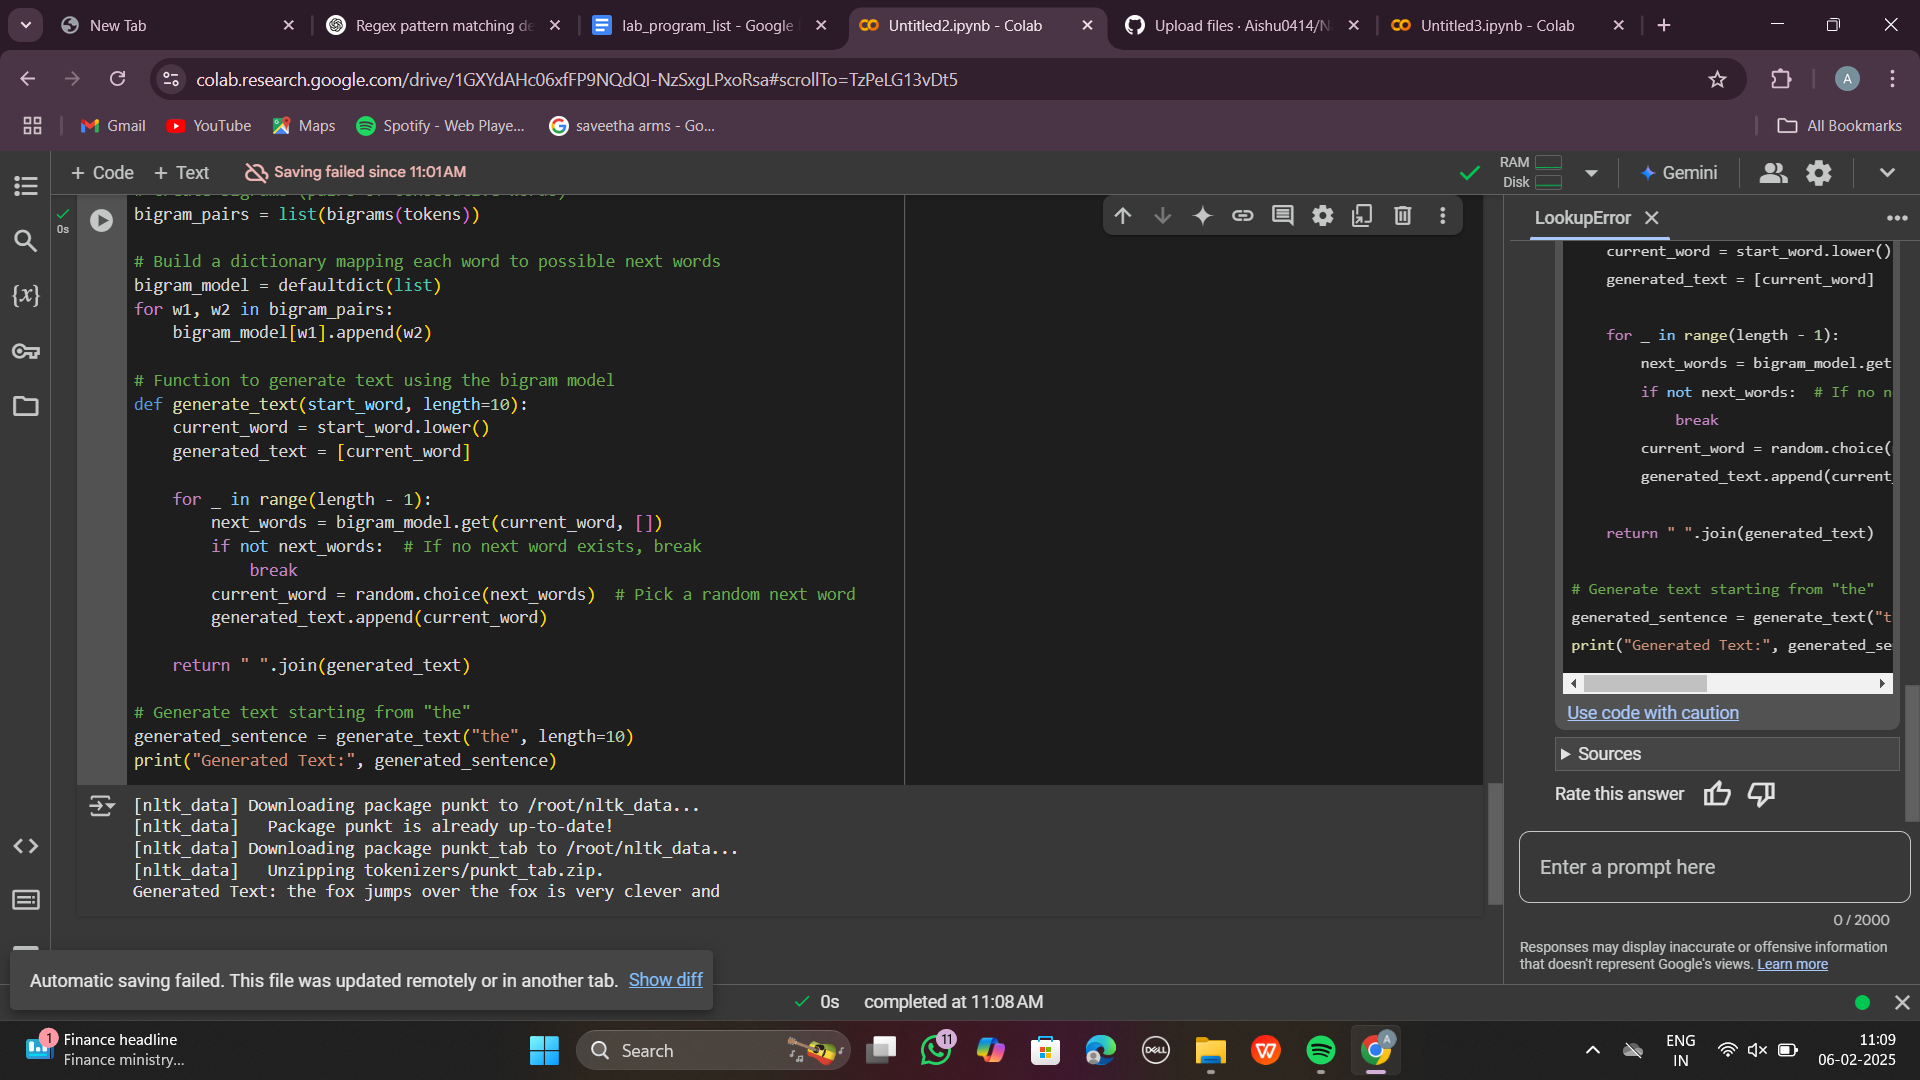 New Tab
Regex pattern matching de
lab_program_list - Google
Untitled2.ipynb - Colab
Upload files · Aishu0414/N
Untitled3.ipynb - Colab
colab.research.google.com/drive/1GXYdAHc06xfFP9NQdQI-NzSxgLPxoRsa#scrollTo=TzPeLG13vDt5
A
Gmail
YouTube
Maps
Spotify - Web Playe...
saveetha arms - Go...
All Bookmarks
+ Code
+ Text
Saving failed since 11:01 AM
RAM
Disk
Gemini
0s
bigram_pairs = list(bigrams(tokens))
# Build a dictionary mapping each word to possible next words
bigram_model = defaultdict(list)
for w1, w2 in bigram_pairs:
    bigram_model[w1].append(w2)
# Function to generate text using the bigram model
def generate_text(start_word, length=10):
    current_word = start_word.lower()
    generated_text = [current_word]
    for _ in range(length - 1):
        next_words = bigram_model.get(current_word, [])
        if not next_words:  # If no next word exists, break
            break
        current_word = random.choice(next_words)  # Pick a random next word
        generated_text.append(current_word)
    return " ".join(generated_text)
# Generate text starting from "the"
generated_sentence = generate_text("the", length=10)
print("Generated Text:", generated_sentence)
[nltk_data] Downloading package punkt to /root/nltk_data...
[nltk_data]   Package punkt is already up-to-date!
[nltk_data] Downloading package punkt_tab to /root/nltk_data...
[nltk_data]   Unzipping tokenizers/punkt_tab.zip.
Generated Text: the fox jumps over the fox is very clever and
LookupError
current_word = start_word.lower()
generated_text = [current_word]
for _ in range(length - 1):
    next_words = bigram_model.get
    if not next_words:  # If no n
        break
    current_word = random.choice(
    generated_text.append(current_
return " ".join(generated_text)
# Generate text starting from "the"
generated_sentence = generate_text("t
print("Generated Text:", generated_se
Use code with caution
Sources
Rate this answer
Enter a prompt here
0 / 2000
Responses may display inaccurate or offensive information
that doesn't represent Google's views. Learn more
Automatic saving failed. This file was updated remotely or in another tab. Show diff
0s completed at 11:08 AM
1
Finance headline
Finance ministry...
Search
11
DELL
A
ENG
IN
11:09
06-02-2025